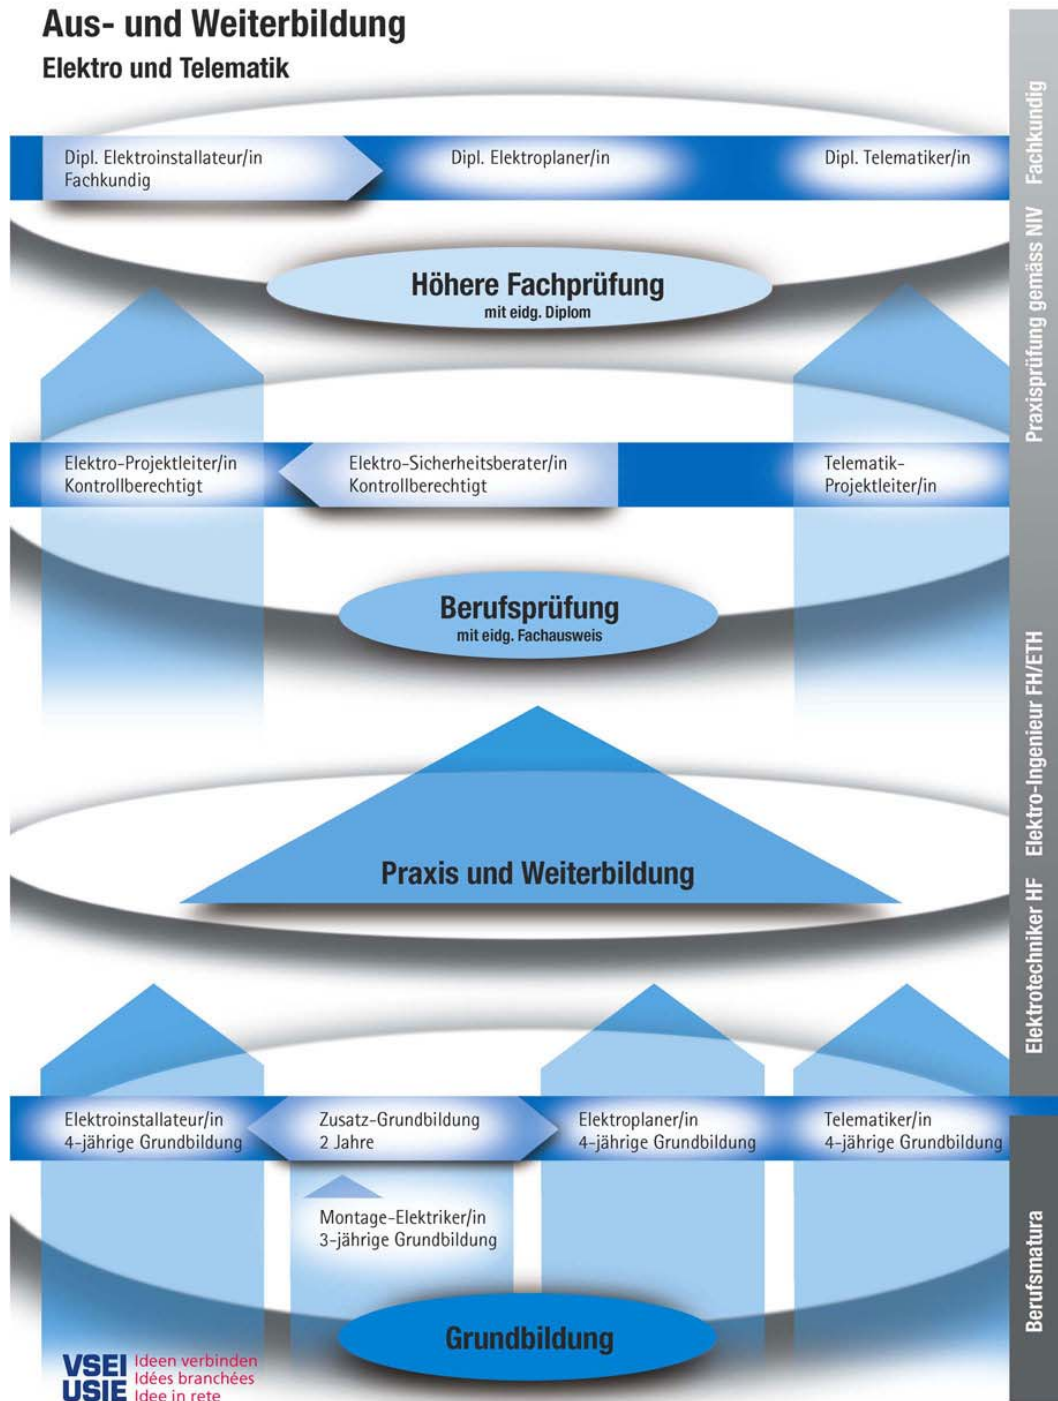 Aus- und Weiterbildung
Elektro und Telematik
Dipl. Elektroinstallateur/in
Fachkundig
Dipl. Elektroplaner/in
Dipl. Telematiker/in
Höhere Fachprüfung
mit eidg. Diplom
Elektro-Projektleiter/in
Kontrollberechtigt
Elektro-Sicherheitsberater/in
Kontrollberechtigt
Telematik-
Projektleiter/in
Berufsprüfung
mit eidg. Fachausweis
Praxis und Weiterbildung
Elektroinstallateur/in
4-jährige Grundbildung
Zusatz-Grundbildung
2 Jahre
Elektroplaner/in
4-jährige Grundbildung
Telematiker/in
4-jährige Grundbildung
Montage-Elektriker/in
3-jährige Grundbildung
Grundbildung
VSEI
USIE
Ideen verbinden
Idées branchées
Idee in rete
Berufsmatura
Elektrotechniker HF
Elektro-Ingenieur FH/ETH
Praxisprüfung gemäss NIV
Fachkundig